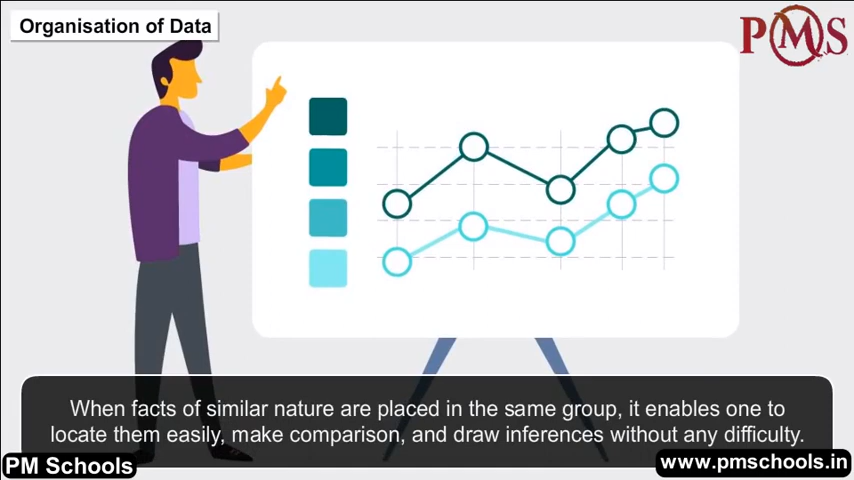 Organisation of Data
PMS
When facts of similar nature are placed in the same group, it enables one to
locate them easily, make comparison, and draw inferences without any difficulty.
PM Schools
www.pmschools.in